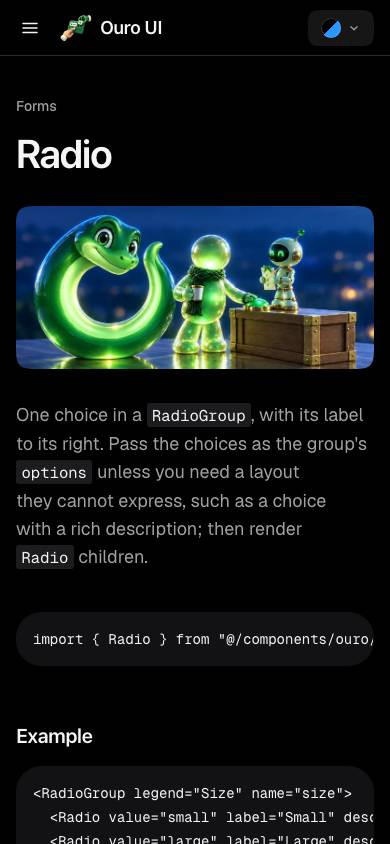 Ouro UI
Forms
Radio
One choice in a RadioGroup, with its label
to its right. Pass the choices as the group's
options unless you need a layout
they cannot express, such as a choice
with a rich description; then render
Radio children.
import { Radio } from "@/components/ouro/
Example
<RadioGroup legend="Size" name="size">
<Radio value="small" label="Small" desc
<Radio value="large" label="Large" desc